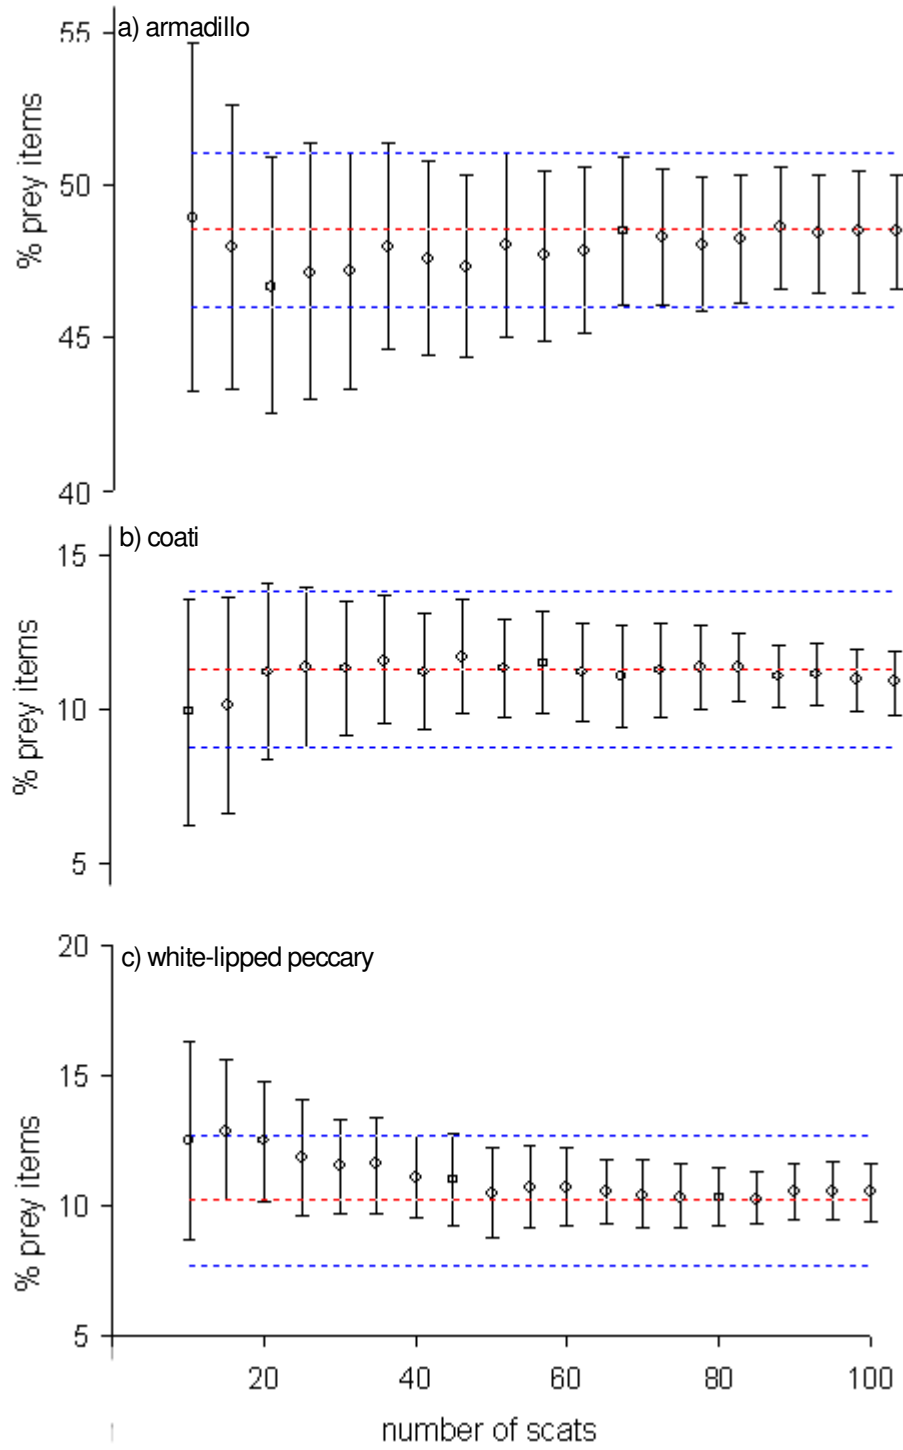 a) armadillo
55
50
45
40
% prey items
b) coati
15
10
5
% prey items
c) white-lipped peccary
20
15
10
5
% prey items
20 40 60 80 100
number of scats